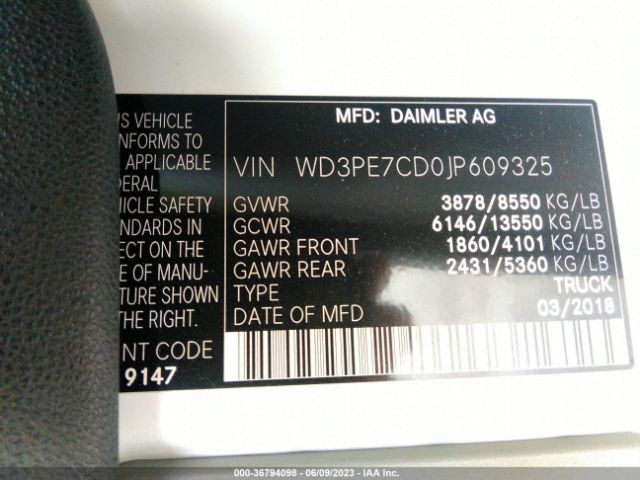 MFD: DAIMLER AG
VIN WD3PE7CD0JP609325
GVWR 3878/8550 KG/LB
GCWR 6146/13550 KG/LB
GAWR FRONT 1860/4101 KG/LB
GAWR REAR 2431/5360 KG/LB
TYPE TRUCK
DATE OF MFD 03/2018
VEHICLE
NFORMS TO
APPLICABLE
DERAL
ICLE SAFETY
NDARDS IN
ECT ON THE
E OF MANU-
TURE SHOWN
THE RIGHT.
NT CODE
9147
000-36794098 - 06/09/2023 - IAA Inc.